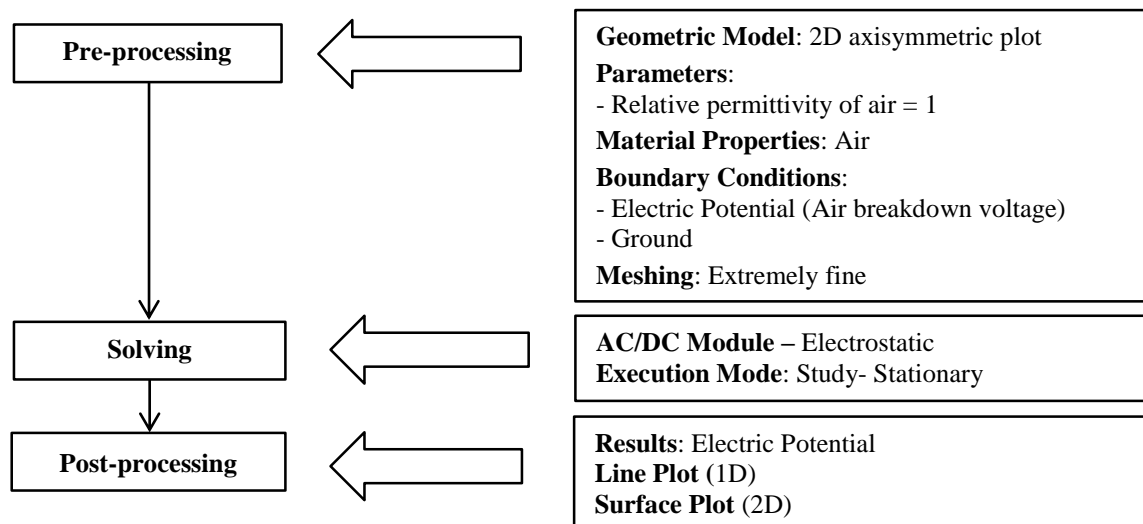 Pre-processing
Geometric Model: 2D axisymmetric plot
Parameters:
- Relative permittivity of air = 1
Material Properties: Air
Boundary Conditions:
- Electric Potential (Air breakdown voltage)
- Ground
Meshing: Extremely fine
Solving
AC/DC Module – Electrostatic
Execution Mode: Study- Stationary
Post-processing
Results: Electric Potential
Line Plot (1D)
Surface Plot (2D)